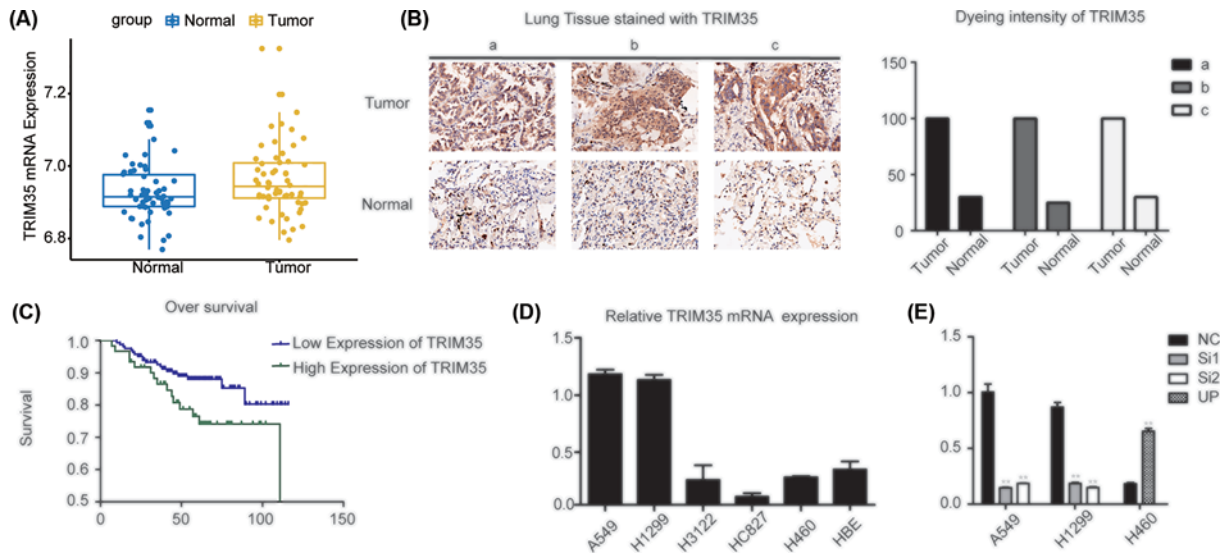 (A)
group Normal Tumor
TRIM35 mRNA Expression
7.2
7.0
6.8
Normal Tumor
(B)
Lung Tissue stained with TRIM35
a b c
Tumor
Normal
Dyeing intensity of TRIM35
150
100
50
0
a
b
c
Tumor Normal Tumor Normal Tumor Normal
(C)
Over survival
Low Expression of TRIM35
High Expression of TRIM35
Survival
1.0
0.9
0.8
0.7
0.6
0.5
0 50 100 150
(D)
Relative TRIM35 mRNA expression
1.5
1.0
0.5
0.0
A549 H1299 H3122 HC827 H460 HBE
(E)
1.5
1.0
0.5
0.0
NC
Si1
Si2
UP
** ** ** ** **
A549 H1299 H460